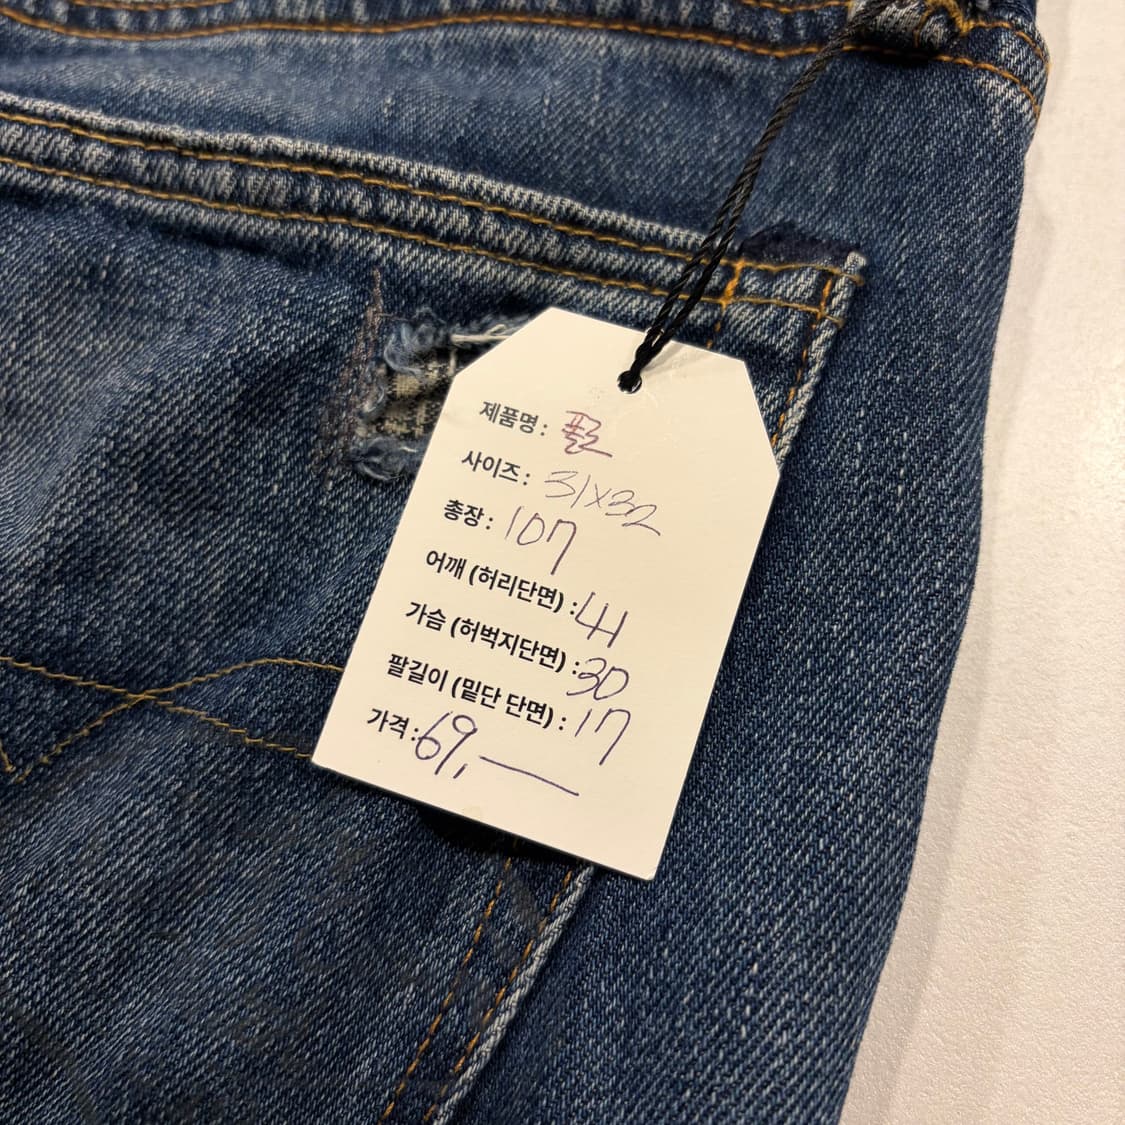 제품명: 폴로
사이즈: 31x32
총장: 107
어깨 (허리단면) : 44
가슴 (허벅지단면) : 30
팔길이 (밑단 단면) : 17
가격 : 69,—